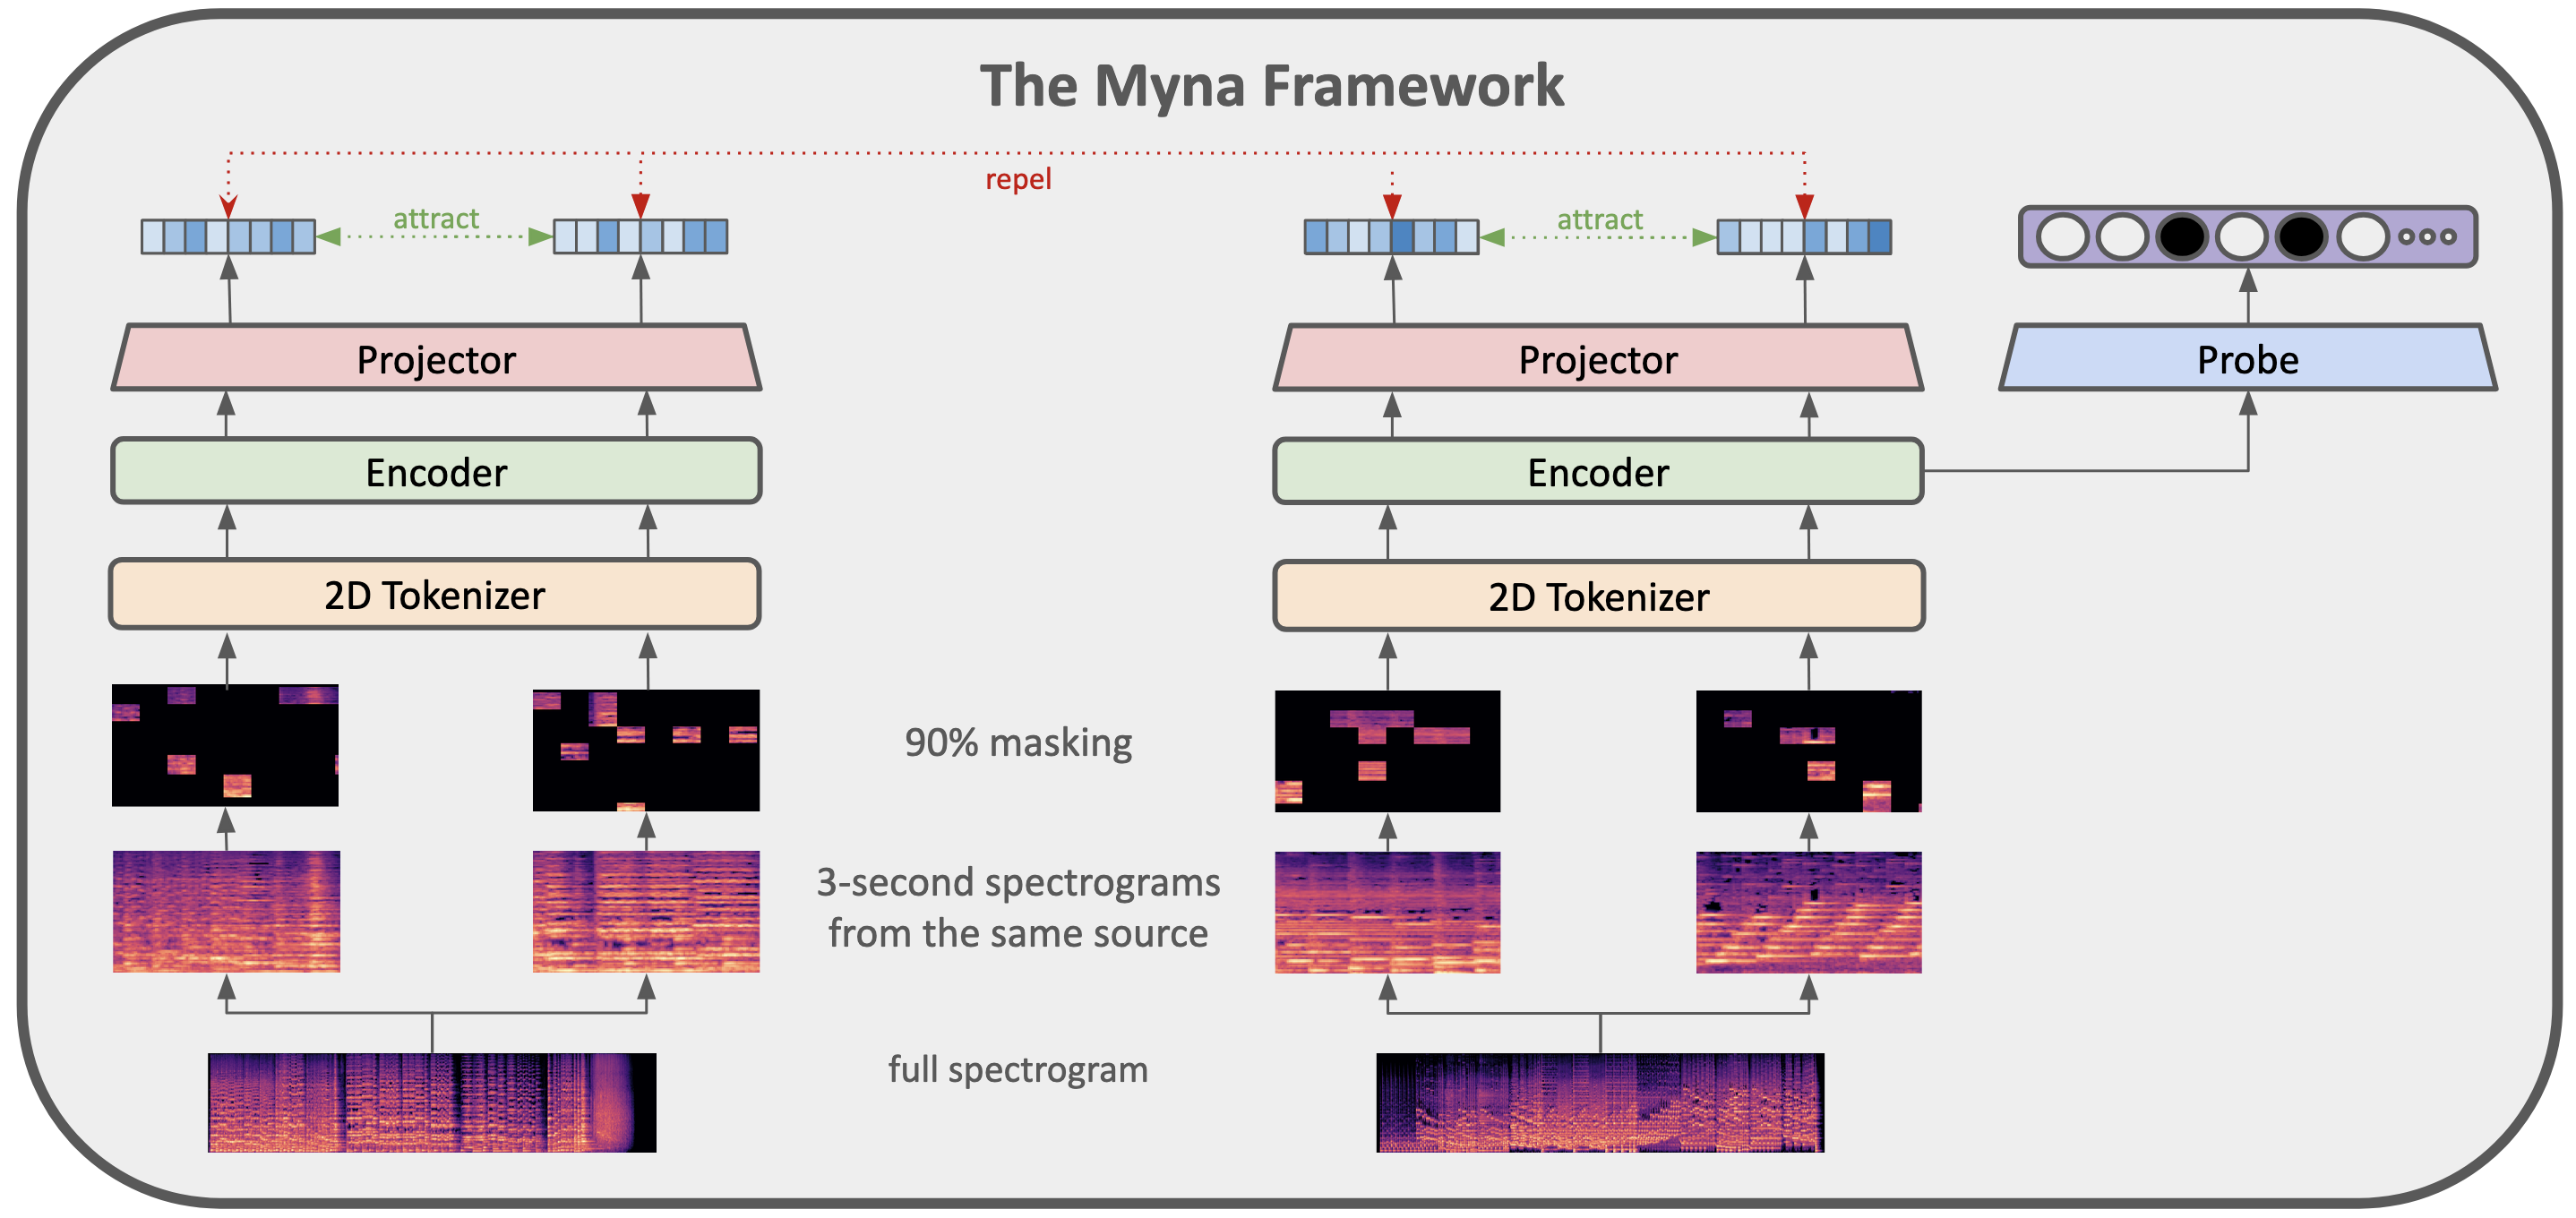 The Myna Framework
repel
attract
attract
Projector
Projector
Probe
Encoder
Encoder
2D Tokenizer
2D Tokenizer
90% masking
3-second spectrograms
from the same source
full spectrogram